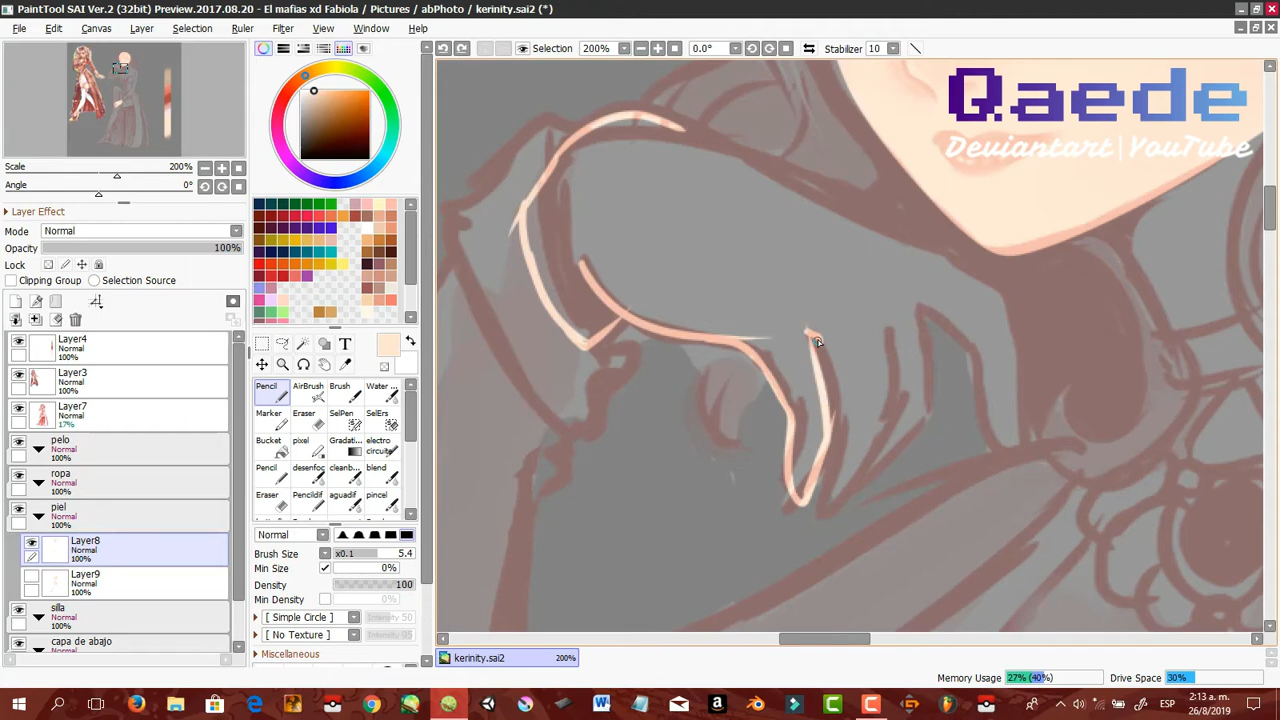 PaintTool SAI Ver.2 (32bit) Preview.2017.08.20 - El mafias xd Fabiola / Pictures / abPhoto / kerinity.sai2 (*)
File Edit Canvas Layer Selection Ruler Filter View Window Help
Selection 200% 0.0° Stabilizer 10
Qaede
Deviantart | YouTube
Scale 200%
Angle 0°
Layer Effect
Mode Normal
Opacity 100%
Lock
Clipping Group Selection Source
Layer4
Normal
100%
Layer3
Normal
100%
Layer7
Normal
17%
pelo
Normal
ropa
Normal
piel
Normal
Layer8
Normal
100%
Layer9
Normal
100%
silla
Normal
capa de abajo
Normal
T
Pencil AirBrush Brush Water ...
Marker Eraser SelPen SelErs
Bucket pixel Gradati... electro
circuite
Pencil desenfoc cleanb... blend
Eraser Pencildif aguadif pincel
Normal
Brush Size x0.1 5.4
Min Size 0%
Density 100
Min Density 0%
[ Simple Circle ] Intensity 50
[ No Texture ]
Miscellaneous
kerinity.sai2 200%
Memory Usage 27% (40%) Drive Space 30%
ESP 2:13 a. m.
26/8/2019